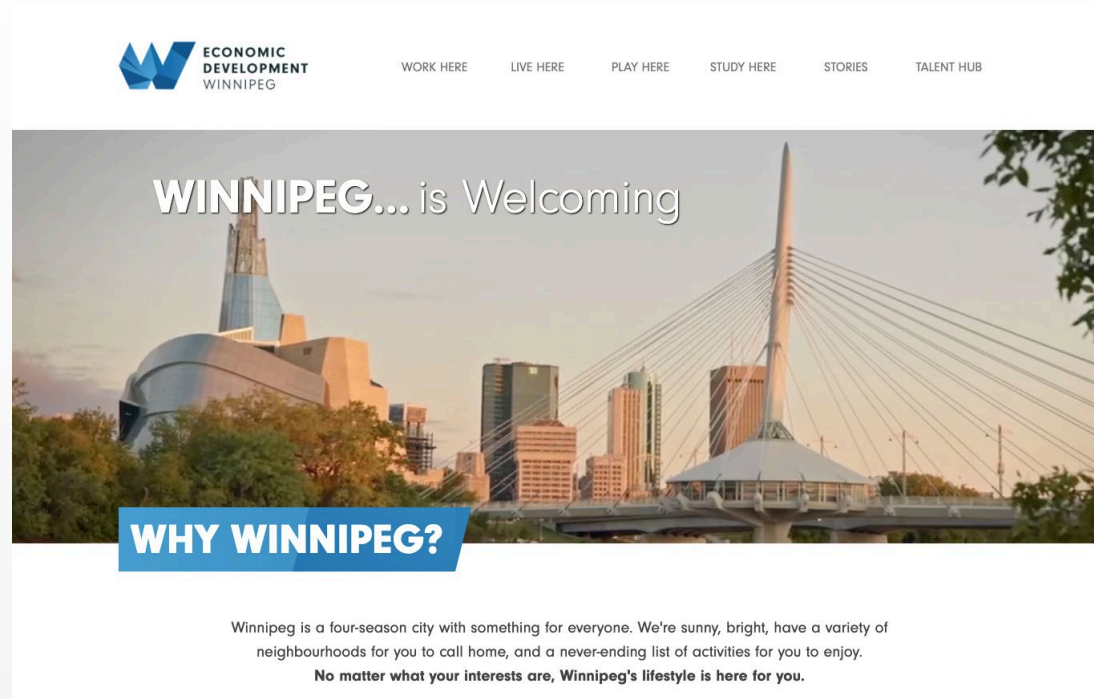 ECONOMIC
DEVELOPMENT
WINNIPEG
WORK HERE LIVE HERE PLAY HERE STUDY HERE STORIES TALENT HUB
WINNIPEG... is Welcoming
WHY WINNIPEG?
Winnipeg is a four-season city with something for everyone. We're sunny, bright, have a variety of
neighbourhoods for you to call home, and a never-ending list of activities for you to enjoy.
No matter what your interests are, Winnipeg's lifestyle is here for you.